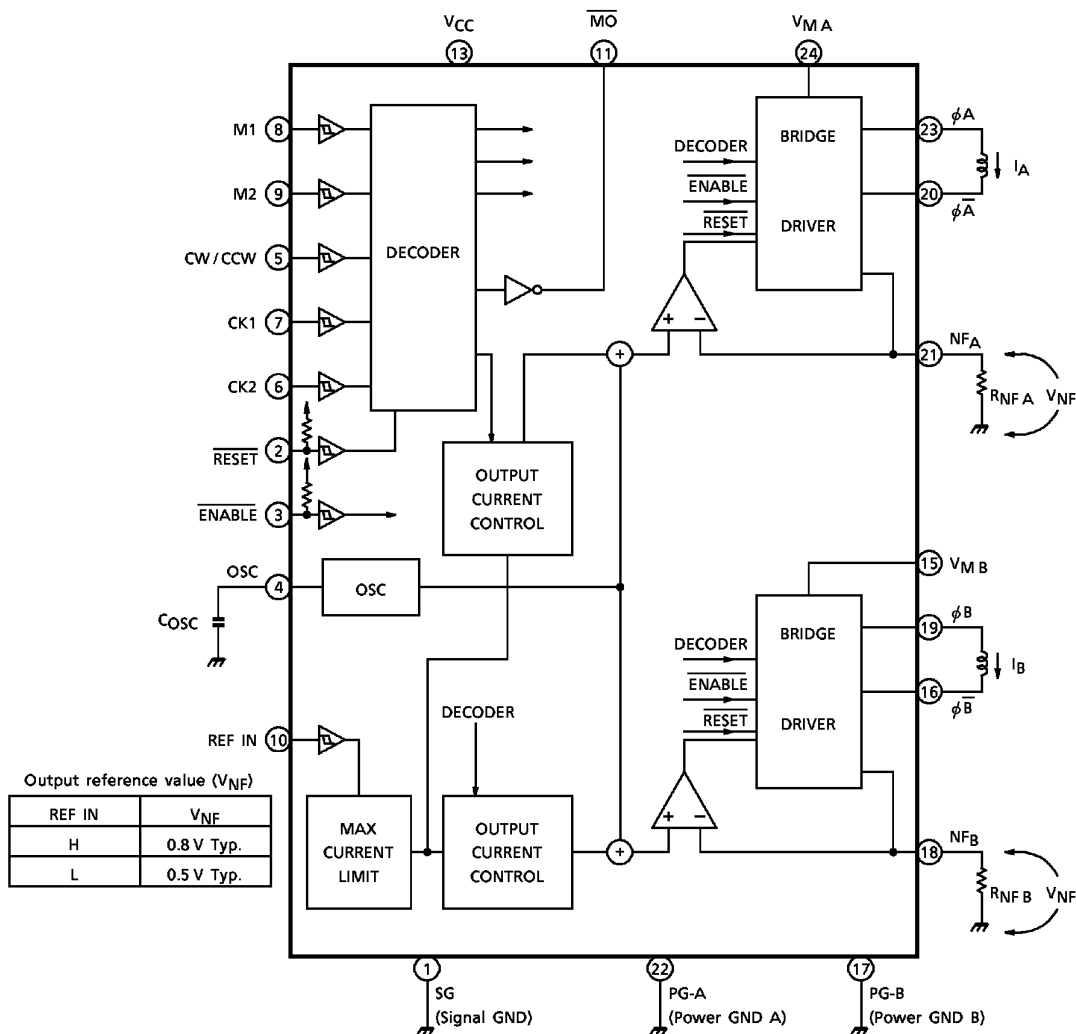 VCC
MO
VM A
13
11
24
M1
8
M2
9
CW / CCW
5
CK1
7
CK2
6
RESET
2
ENABLE
3
OSC
4
COSC
REF IN
10
DECODER
OUTPUT
CURRENT
CONTROL
OSC
DECODER
MAX
CURRENT
LIMIT
OUTPUT
CURRENT
CONTROL
+
+
DECODER
ENABLE
RESET
BRIDGE
DRIVER
+ −
23
ϕA
IA
20
ϕA
21
NFA
RNF A
VNF
15
VM B
DECODER
ENABLE
RESET
BRIDGE
DRIVER
+ −
19
ϕB
IB
16
ϕB
18
NFB
RNF B
VNF
Output reference value (VNF)
REF IN VNF
H 0.8 V Typ.
L 0.5 V Typ.
1
SG
(Signal GND)
22
PG-A
(Power GND A)
17
PG-B
(Power GND B)